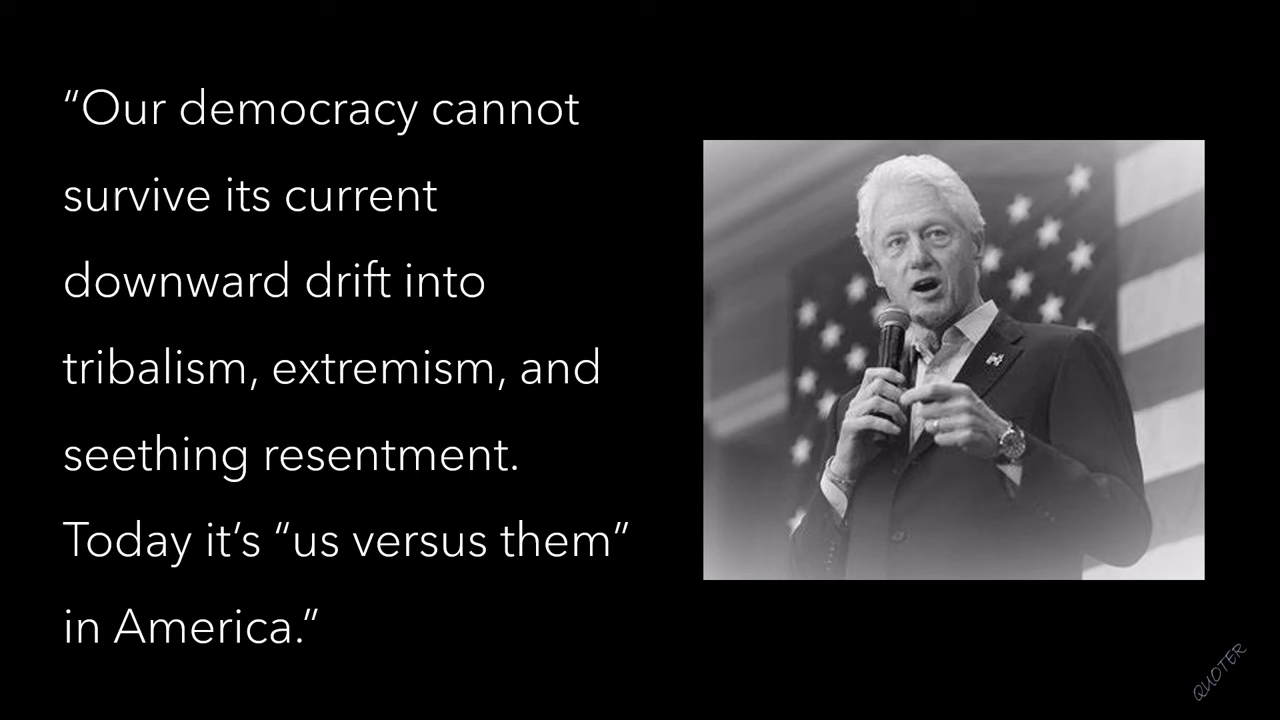 “Our democracy cannot
survive its current
downward drift into
tribalism, extremism, and
seething resentment.
Today it’s “us versus them”
in America.”
QUOTER